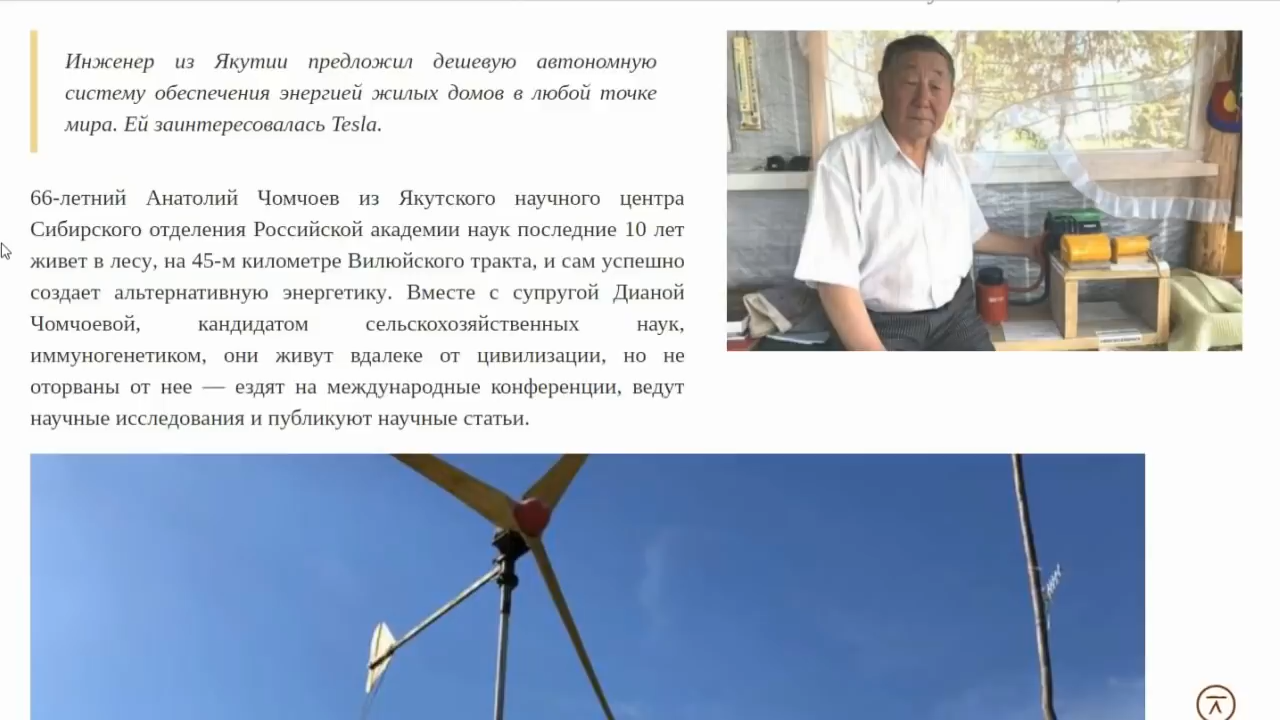 Инженер из Якутии предложил дешевую автономную
систему обеспечения энергией жилых домов в любой точке
мира. Ей заинтересовалась Tesla.
66-летний Анатолий Чомчоев из Якутского научного центра
Сибирского отделения Российской академии наук последние 10 лет
живет в лесу, на 45-м километре Вилюйского тракта, и сам успешно
создает альтернативную энергетику. Вместе с супругой Дианой
Чомчоевой, кандидатом сельскохозяйственных наук,
иммуногенетиком, они живут вдалеке от цивилизации, но не
оторваны от нее — ездят на международные конференции, ведут
научные исследования и публикуют научные статьи.